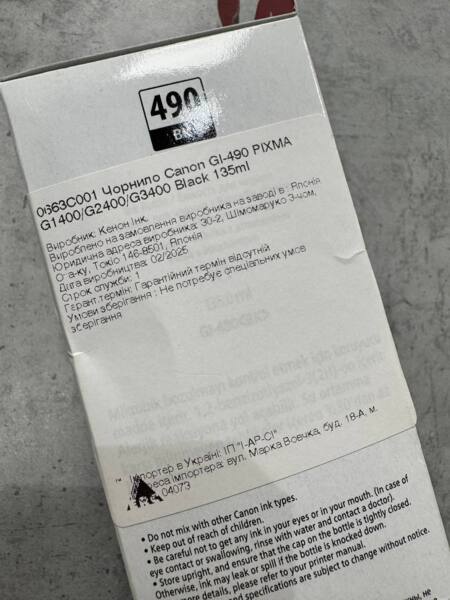 490
BK
0663C001 Чорнило Canon GI-490 PIXMA
G1400/G2400/G3400 Black 135ml
Виробник: Кенон Інк.
Вироблено на замовлення виробника на заводі в : Японія
Юридична адреса виробника: 30-2, Шімомаруко 3-чом,
О-а-ку, Токіо 146-8501, Японія
Дата виробництва: 02/2025
Строк служби: 1
Гарант.термін: Гарантійний термін відсутній
Умови зберігання : Не потребує спеціальних умов
зберігання
Імпортер в Україні: ІП "І-АР-СІ"
адреса імпортера: вул. Марка Вовчка, буд. 18-А, м.
04073
• Do not mix with other Canon ink types.
• Keep out of reach of children.
• Be careful not to get any ink in your eyes or in your mouth. (In case of
eye contact or swallowing, rinse with water and contact a doctor).
• Store upright, and ensure that the cap on the bottle is tightly closed.
Otherwise, ink may leak or spill if the bottle is knocked down.
more details, please refer to your printer manual.
and specifications are subject to change without notice.